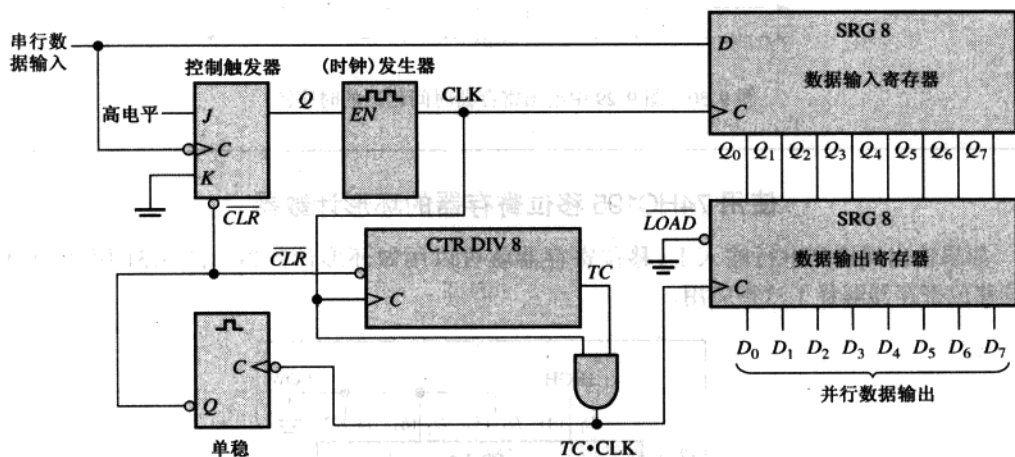 串行数
据输入
控制触发器
(时钟)发生器
CLK
高电平
J
C
K
Q
EN
CLR
D
SRG 8
数据输入寄存器
C
Q0 Q1 Q2 Q3 Q4 Q5 Q6 Q7
LOAD
SRG 8
数据输出寄存器
C
D0 D1 D2 D3 D4 D5 D6 D7
并行数据输出
CLR
CTR DIV 8
C
TC
C
Q
单稳
TC•CLK